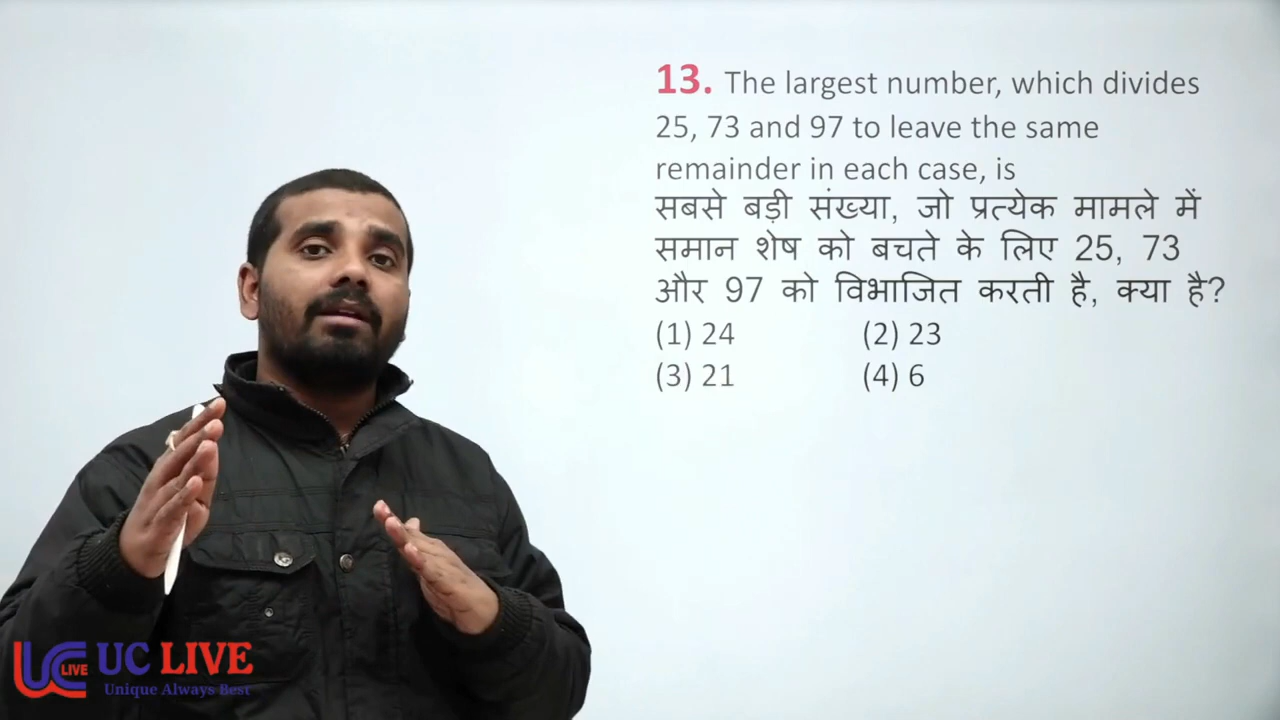 13. The largest number, which divides
25, 73 and 97 to leave the same
remainder in each case, is
सबसे बड़ी संख्या, जो प्रत्येक मामले में
समान शेष को बचते के लिए 25, 73
और 97 को विभाजित करती है, क्या है?
(1) 24 (2) 23
(3) 21 (4) 6
UC LIVE UC LIVE
Unique Always Best